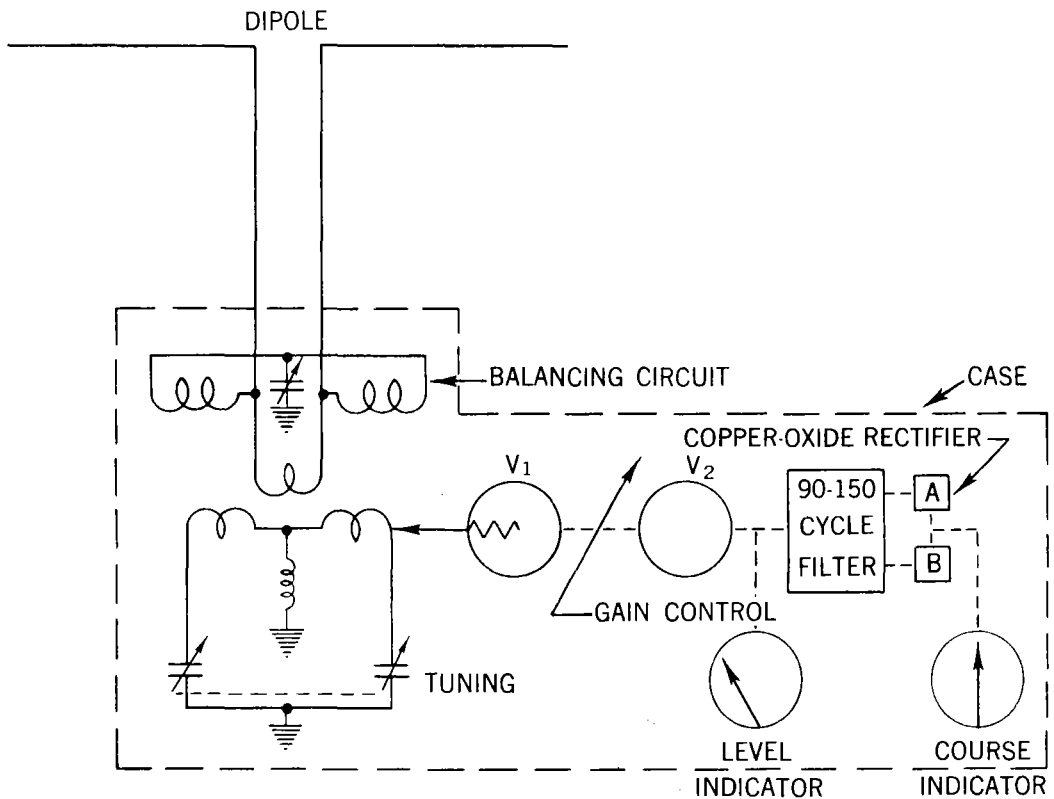 DIPOLE
BALANCING CIRCUIT
CASE
COPPER-OXIDE RECTIFIER
V1
V2
90-150
CYCLE
FILTER
A
B
GAIN CONTROL
TUNING
LEVEL
INDICATOR
COURSE
INDICATOR